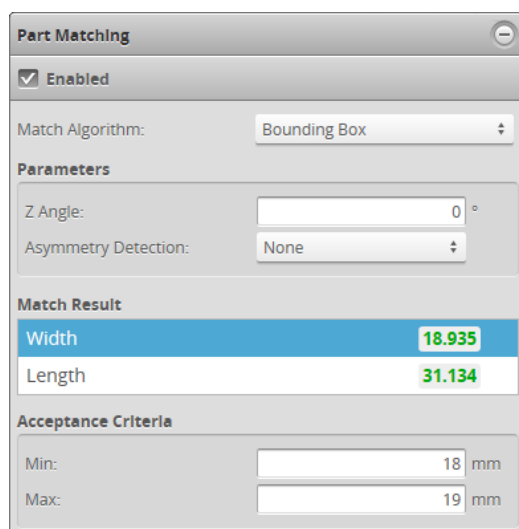 Part Matching
Enabled
Match Algorithm: Bounding Box
Parameters
Z Angle: 0 °
Asymmetry Detection: None
Match Result
Width 18.935
Length 31.134
Acceptance Criteria
Min: 18 mm
Max: 19 mm